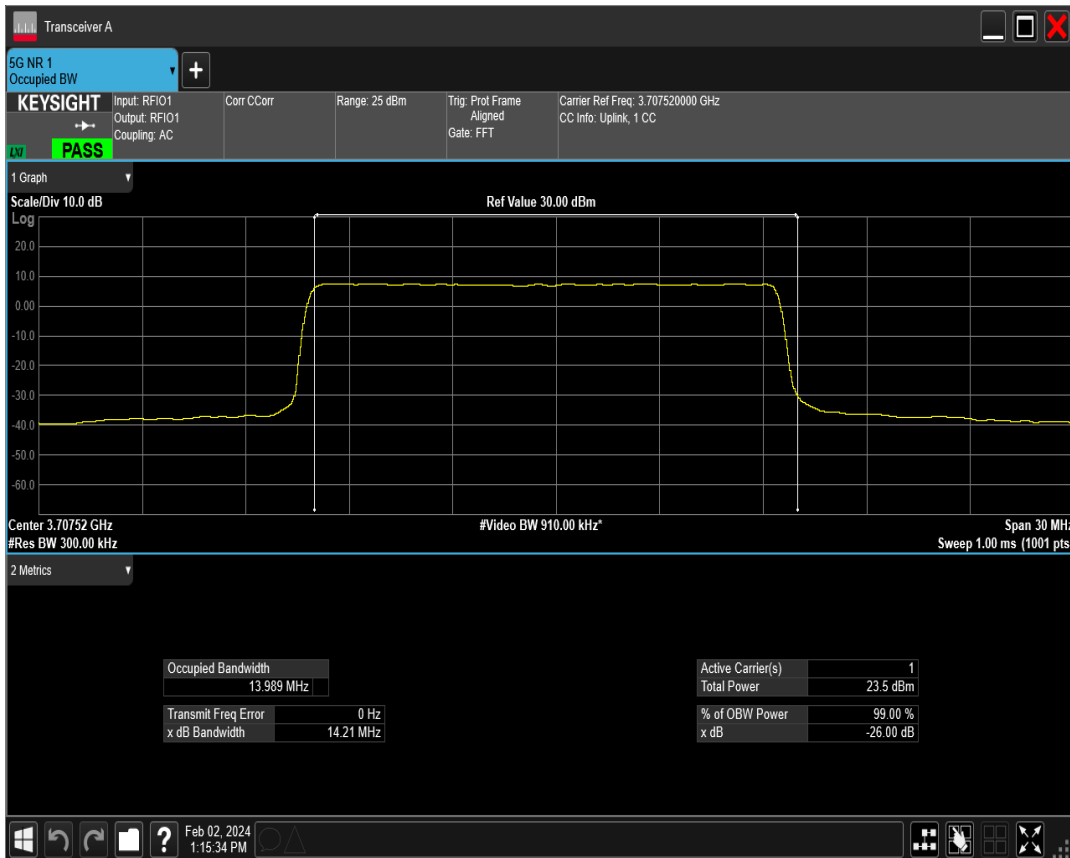 Transceiver A
5G NR 1
Occupied BW
KEYSIGHT
LXI
PASS
Input: RFIO1
Output: RFIO1
Coupling: AC
Corr CCorr
Range: 25 dBm
Trig: Prot Frame
Aligned
Gate: FFT
Carrier Ref Freq: 3.707520000 GHz
CC Info: Uplink, 1 CC
1 Graph
Scale/Div 10.0 dB
Ref Value 30.00 dBm
Log
20.0
10.0
0.00
-10.0
-20.0
-30.0
-40.0
-50.0
-60.0
Center 3.70752 GHz
#Video BW 910.00 kHz*
Span 30 MHz
#Res BW 300.00 kHz
Sweep 1.00 ms (1001 pts
2 Metrics
Occupied Bandwidth
13.989 MHz
Transmit Freq Error 0 Hz
x dB Bandwidth 14.21 MHz
Active Carrier(s) 1
Total Power 23.5 dBm
% of OBW Power 99.00 %
x dB -26.00 dB
?
Feb 02, 2024
1:15:34 PM